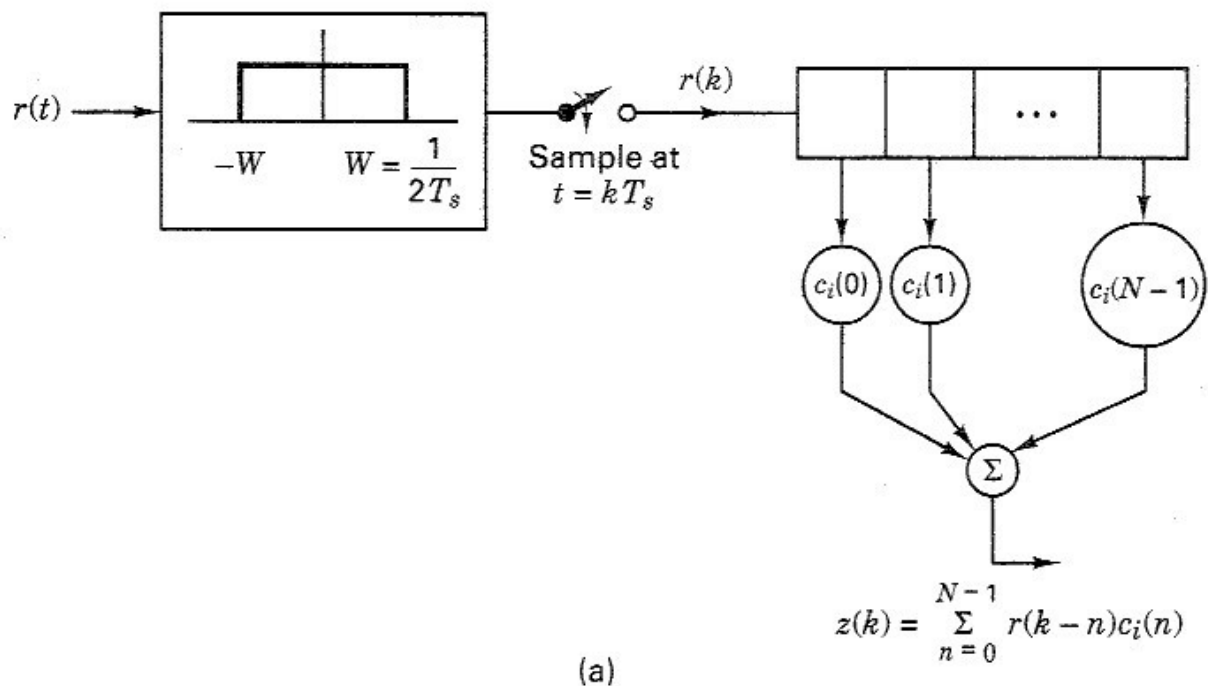 r(t)
−W
W = 1/(2T_s)
Sample at
t = kT_s
r(k)
...
c_i(0)
c_i(1)
c_i(N − 1)
Σ
z(k) = Σ_{n = 0}^{N − 1} r(k − n)c_i(n)
(a)